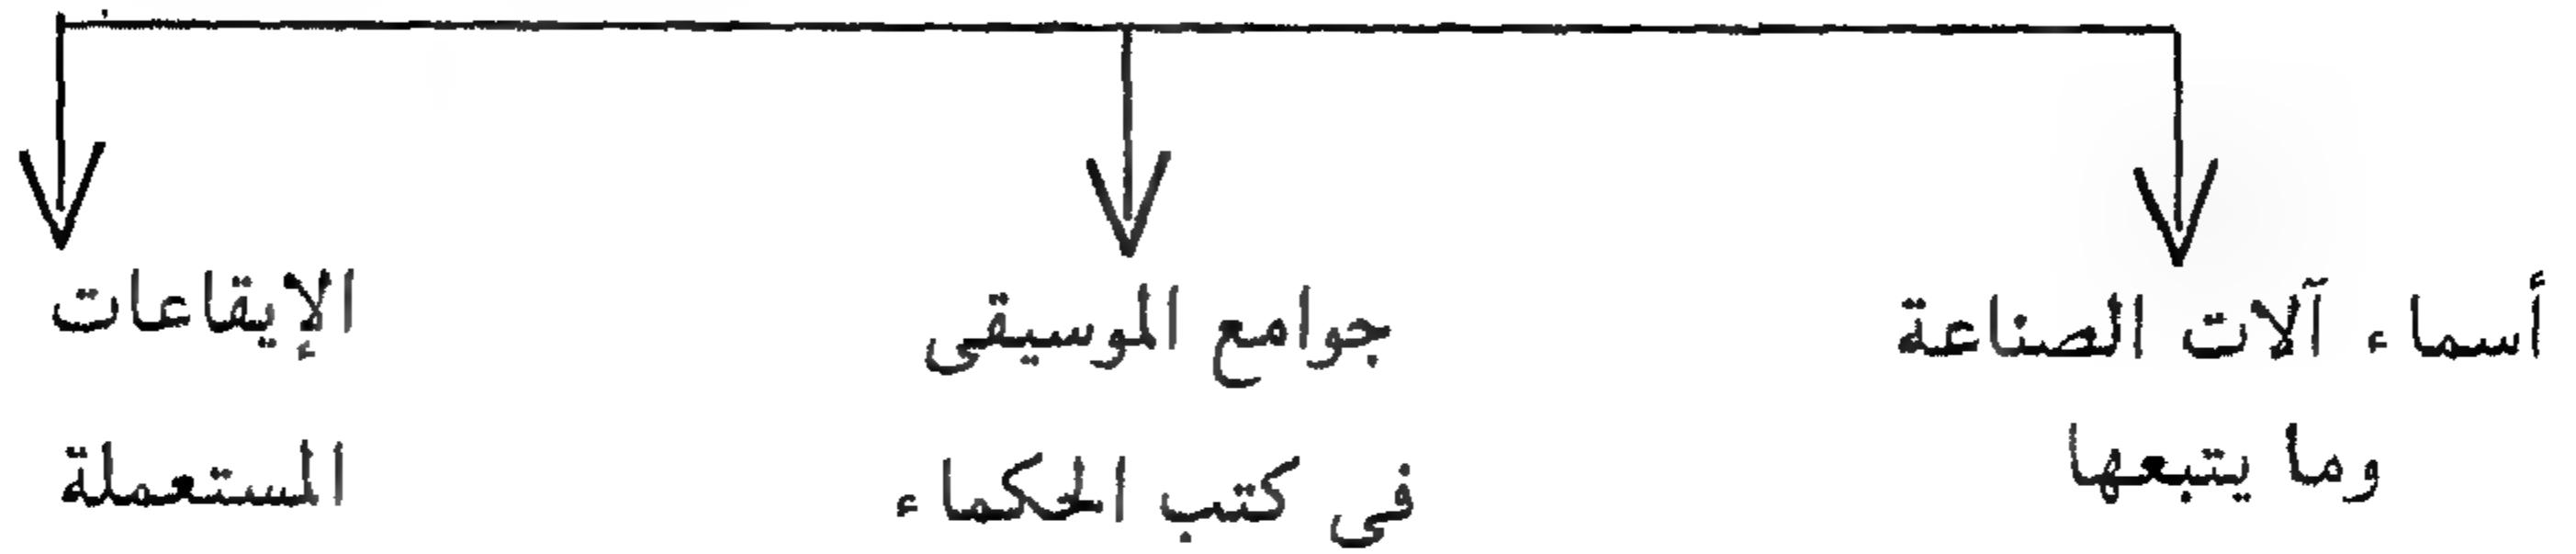 أسماء آلات الصناعة
وما يتبعها
جوامع الموسيقى
فى كتب الحكماء
الإيقاعات
المستعملة